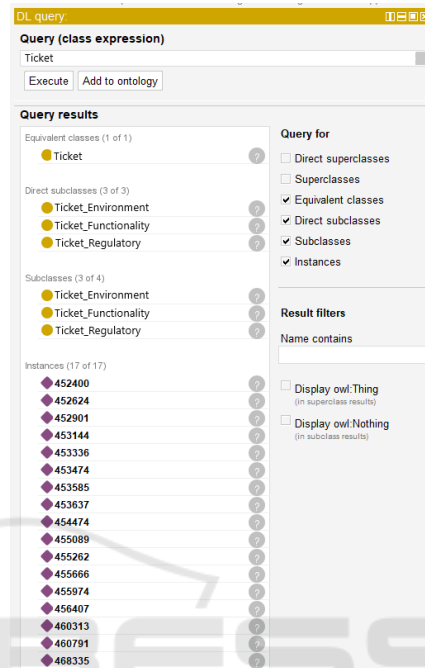 DL query:
Query (class expression)
Ticket
Execute Add to ontology
Query results
Equivalent classes (1 of 1)
Ticket
Direct subclasses (3 of 3)
Ticket_Environment
Ticket_Functionality
Ticket_Regulatory
Subclasses (3 of 4)
Ticket_Environment
Ticket_Functionality
Ticket_Regulatory
Instances (17 of 17)
452400
452624
452901
453144
453336
453474
453585
453637
454474
455089
455262
455666
455974
456407
460313
460791
468335
Query for
Direct superclasses
Superclasses
Equivalent classes
Direct subclasses
Subclasses
Instances
Result filters
Name contains
Display owl:Thing
(in superclass results)
Display owl:Nothing
(in subclass results)